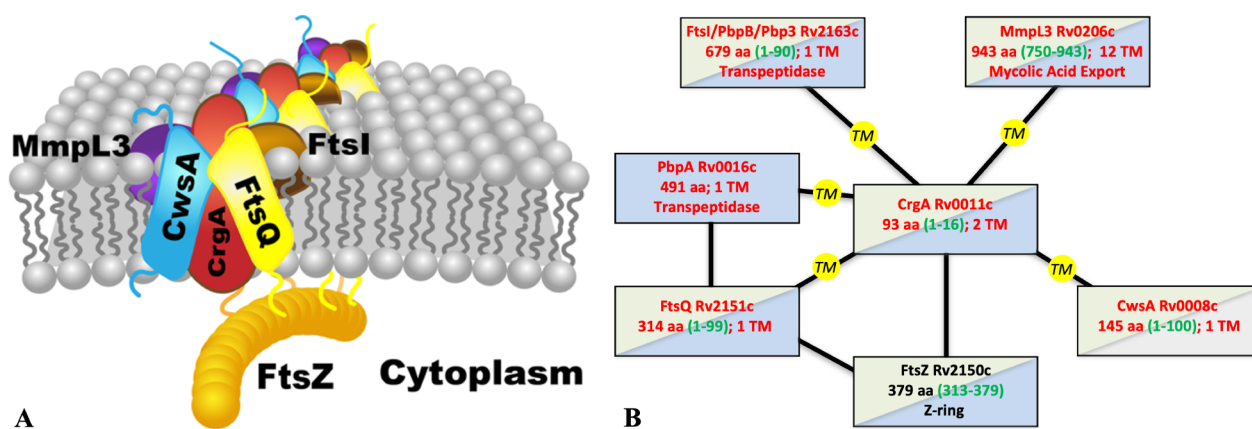 MmpL3
CwsA
CrgA
FtsQ
FtsI
FtsZ
Cytoplasm
A
FtsI/PbpB/Pbp3 Rv2163c
679 aa (1-90); 1 TM
Transpeptidase
MmpL3 Rv0206c
943 aa (750-943); 12 TM
Mycolic Acid Export
TM
TM
PbpA Rv0016c
491 aa; 1 TM
Transpeptidase
TM
CrgA Rv0011c
93 aa (1-16); 2 TM
TM
TM
FtsQ Rv2151c
314 aa (1-99); 1 TM
CwsA Rv0008c
145 aa (1-100); 1 TM
FtsZ Rv2150c
379 aa (313-379)
Z-ring
B